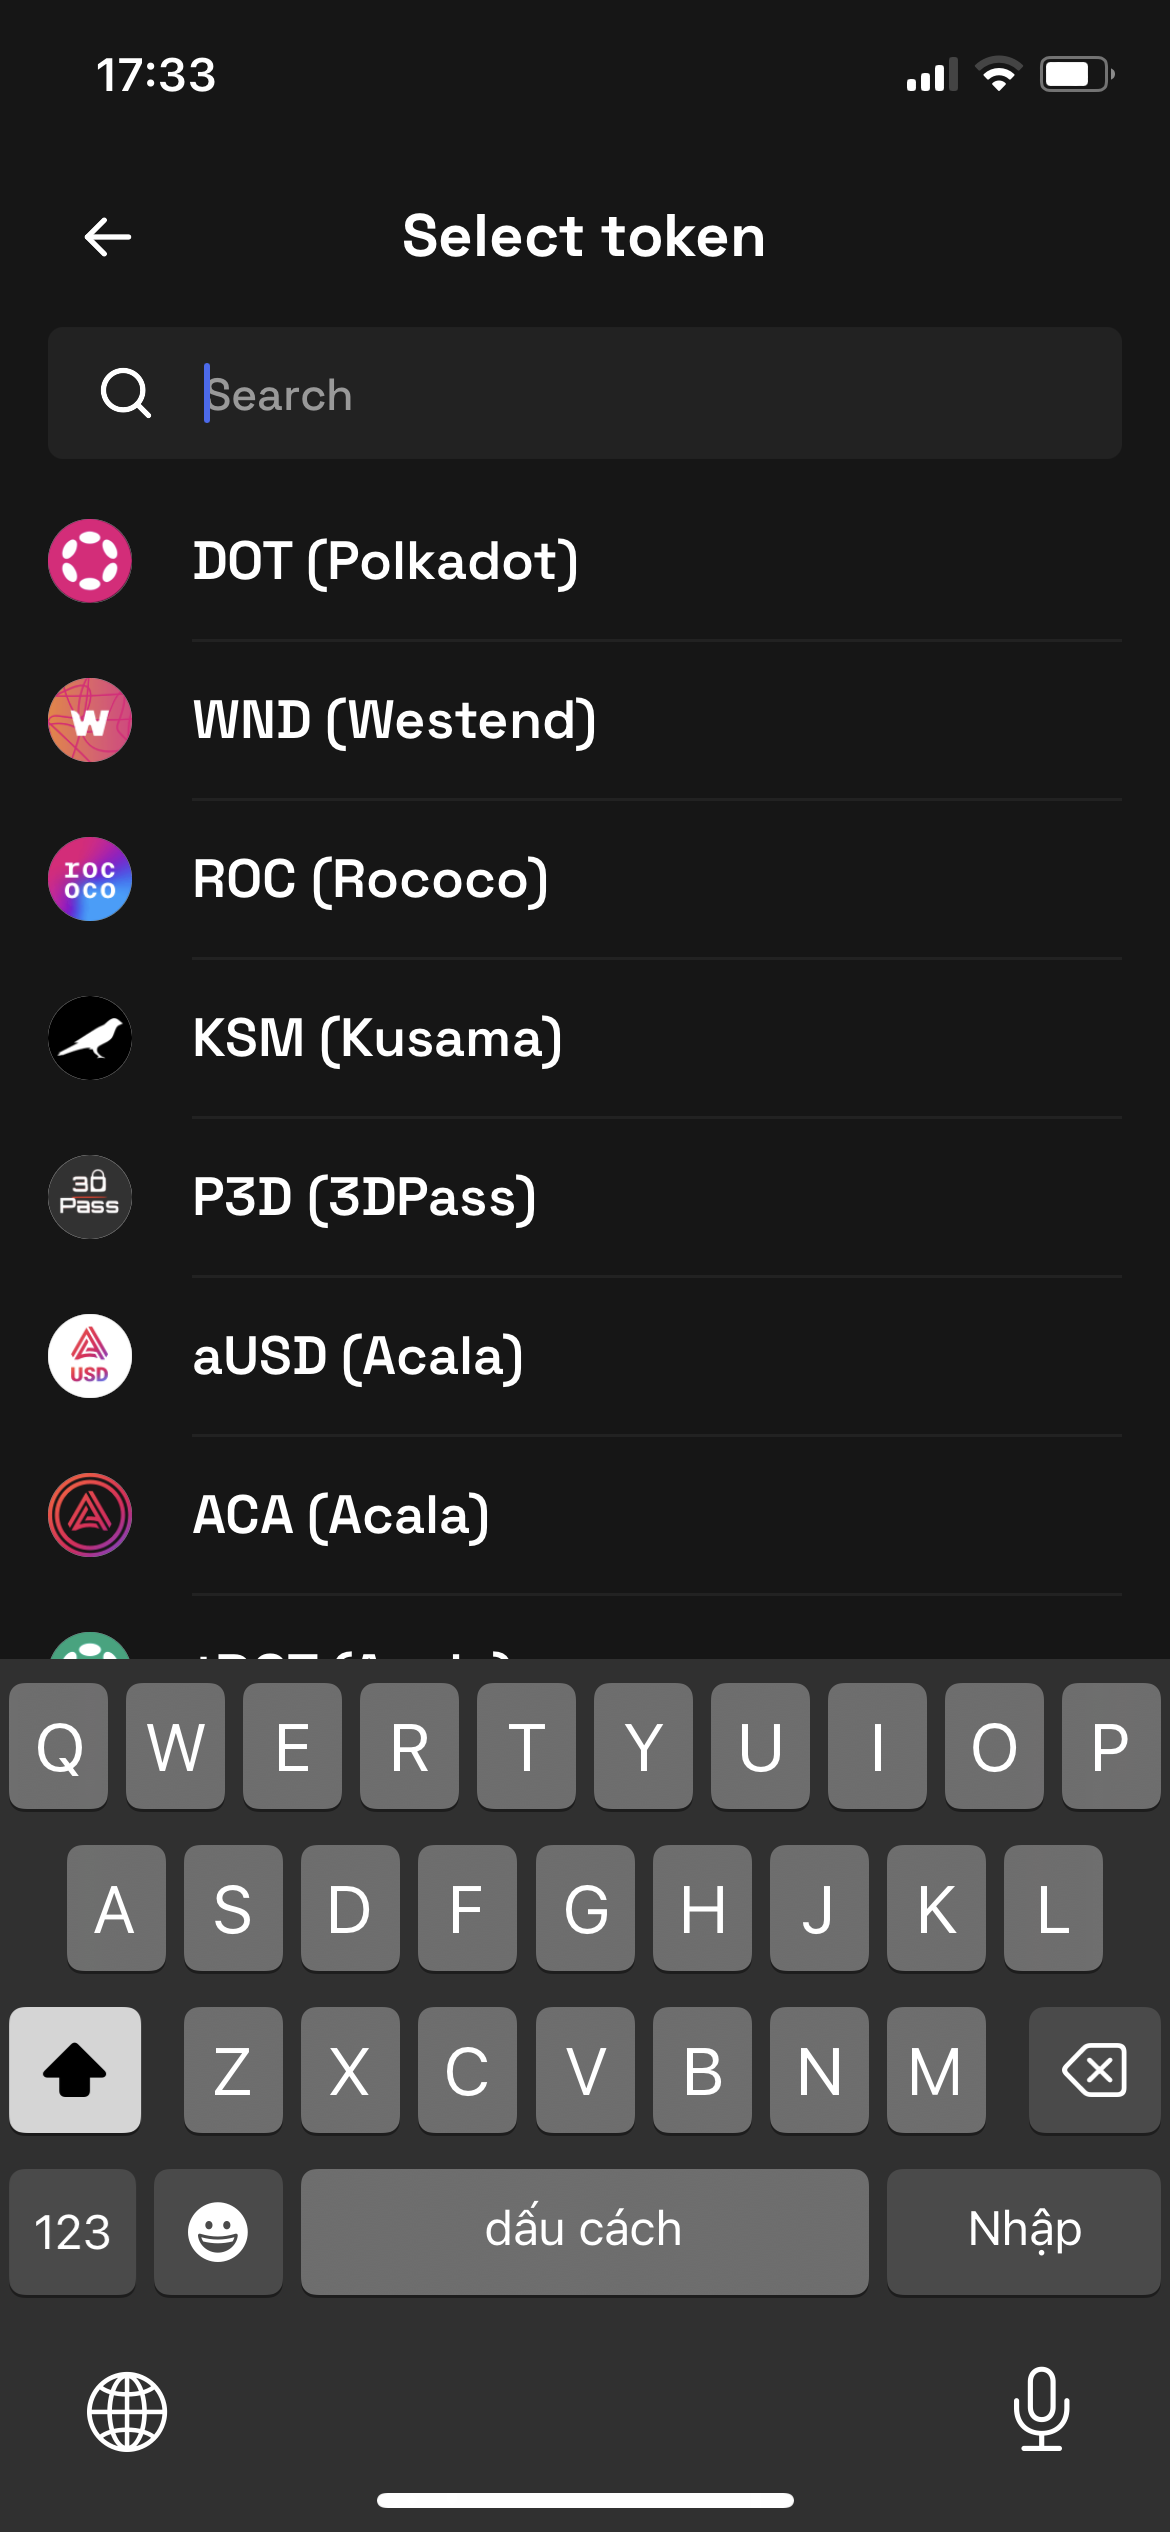 17:33
Select token
Search
DOT (Polkadot)
W
WND (Westend)
roc
oco
ROC (Rococo)
KSM (Kusama)
3D
Pass
P3D (3DPass)
USD
aUSD (Acala)
ACA (Acala)
Q W E R T Y U I O P
A S D F G H J K L
Z X C V B N M
123 dấu cách Nhập